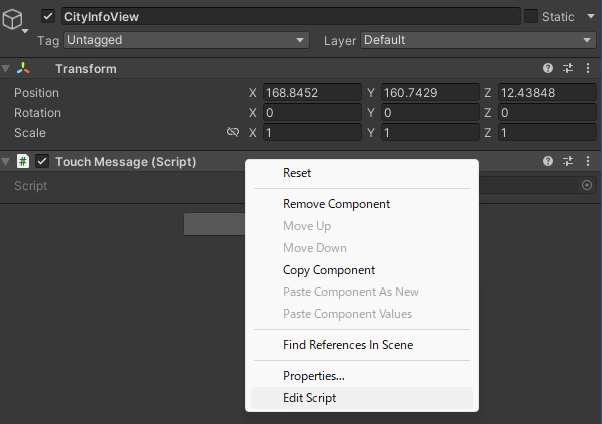 CityInfoView
Static
Tag Untagged Layer Default
Transform
Position X 168.8452 Y 160.7429 Z 12.43848
Rotation X 0 Y 0 Z 0
Scale X 1 Y 1 Z 1
# Touch Message (Script)
Script
Reset
Remove Component
Move Up
Move Down
Copy Component
Paste Component As New
Paste Component Values
Find References In Scene
Properties...
Edit Script